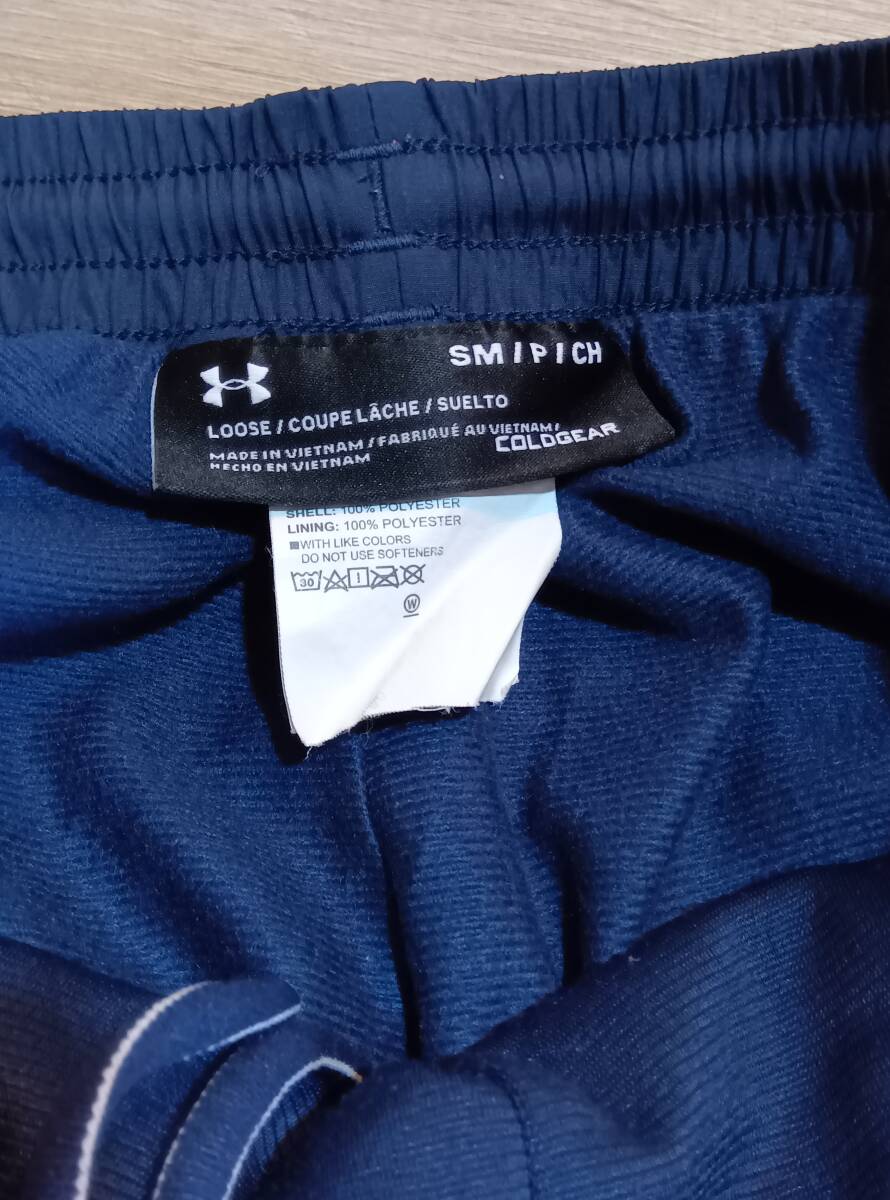 SM / P / CH
LOOSE / COUPE LÂCHE / SUELTO
MADE IN VIETNAM / FABRIQUÉ AU VIETNAM /
HECHO EN VIETNAM
COLDGEAR
SHELL: 100% POLYESTER
LINING: 100% POLYESTER
WITH LIKE COLORS
DO NOT USE SOFTENERS
30
W